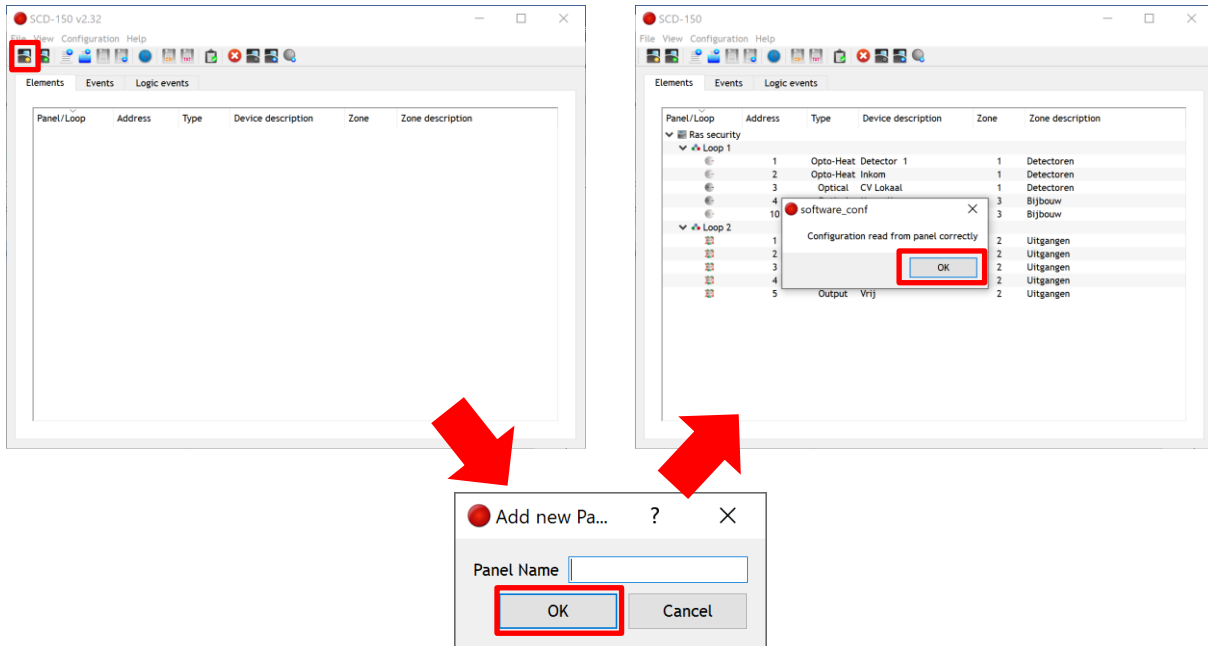 SCD-150 v2.32
File View Configuration Help
Elements Events Logic events
Panel/Loop Address Type Device description Zone Zone description
SCD-150
File View Configuration Help
Elements Events Logic events
Panel/Loop Address Type Device description Zone Zone description
Ras security
Loop 1
1 Opto-Heat Detector 1 1 Detectoren
2 Opto-Heat Inkom 1 Detectoren
3 Optical CV Lokaal 1 Detectoren
4 3 Bijbouw
10 3 Bijbouw
Loop 2
1 2 Uitgangen
2 2 Uitgangen
3 2 Uitgangen
4 2 Uitgangen
5 Output Vrij 2 Uitgangen
software_conf
Configuration read from panel correctly
OK
Add new Pa... ?
Panel Name
OK Cancel